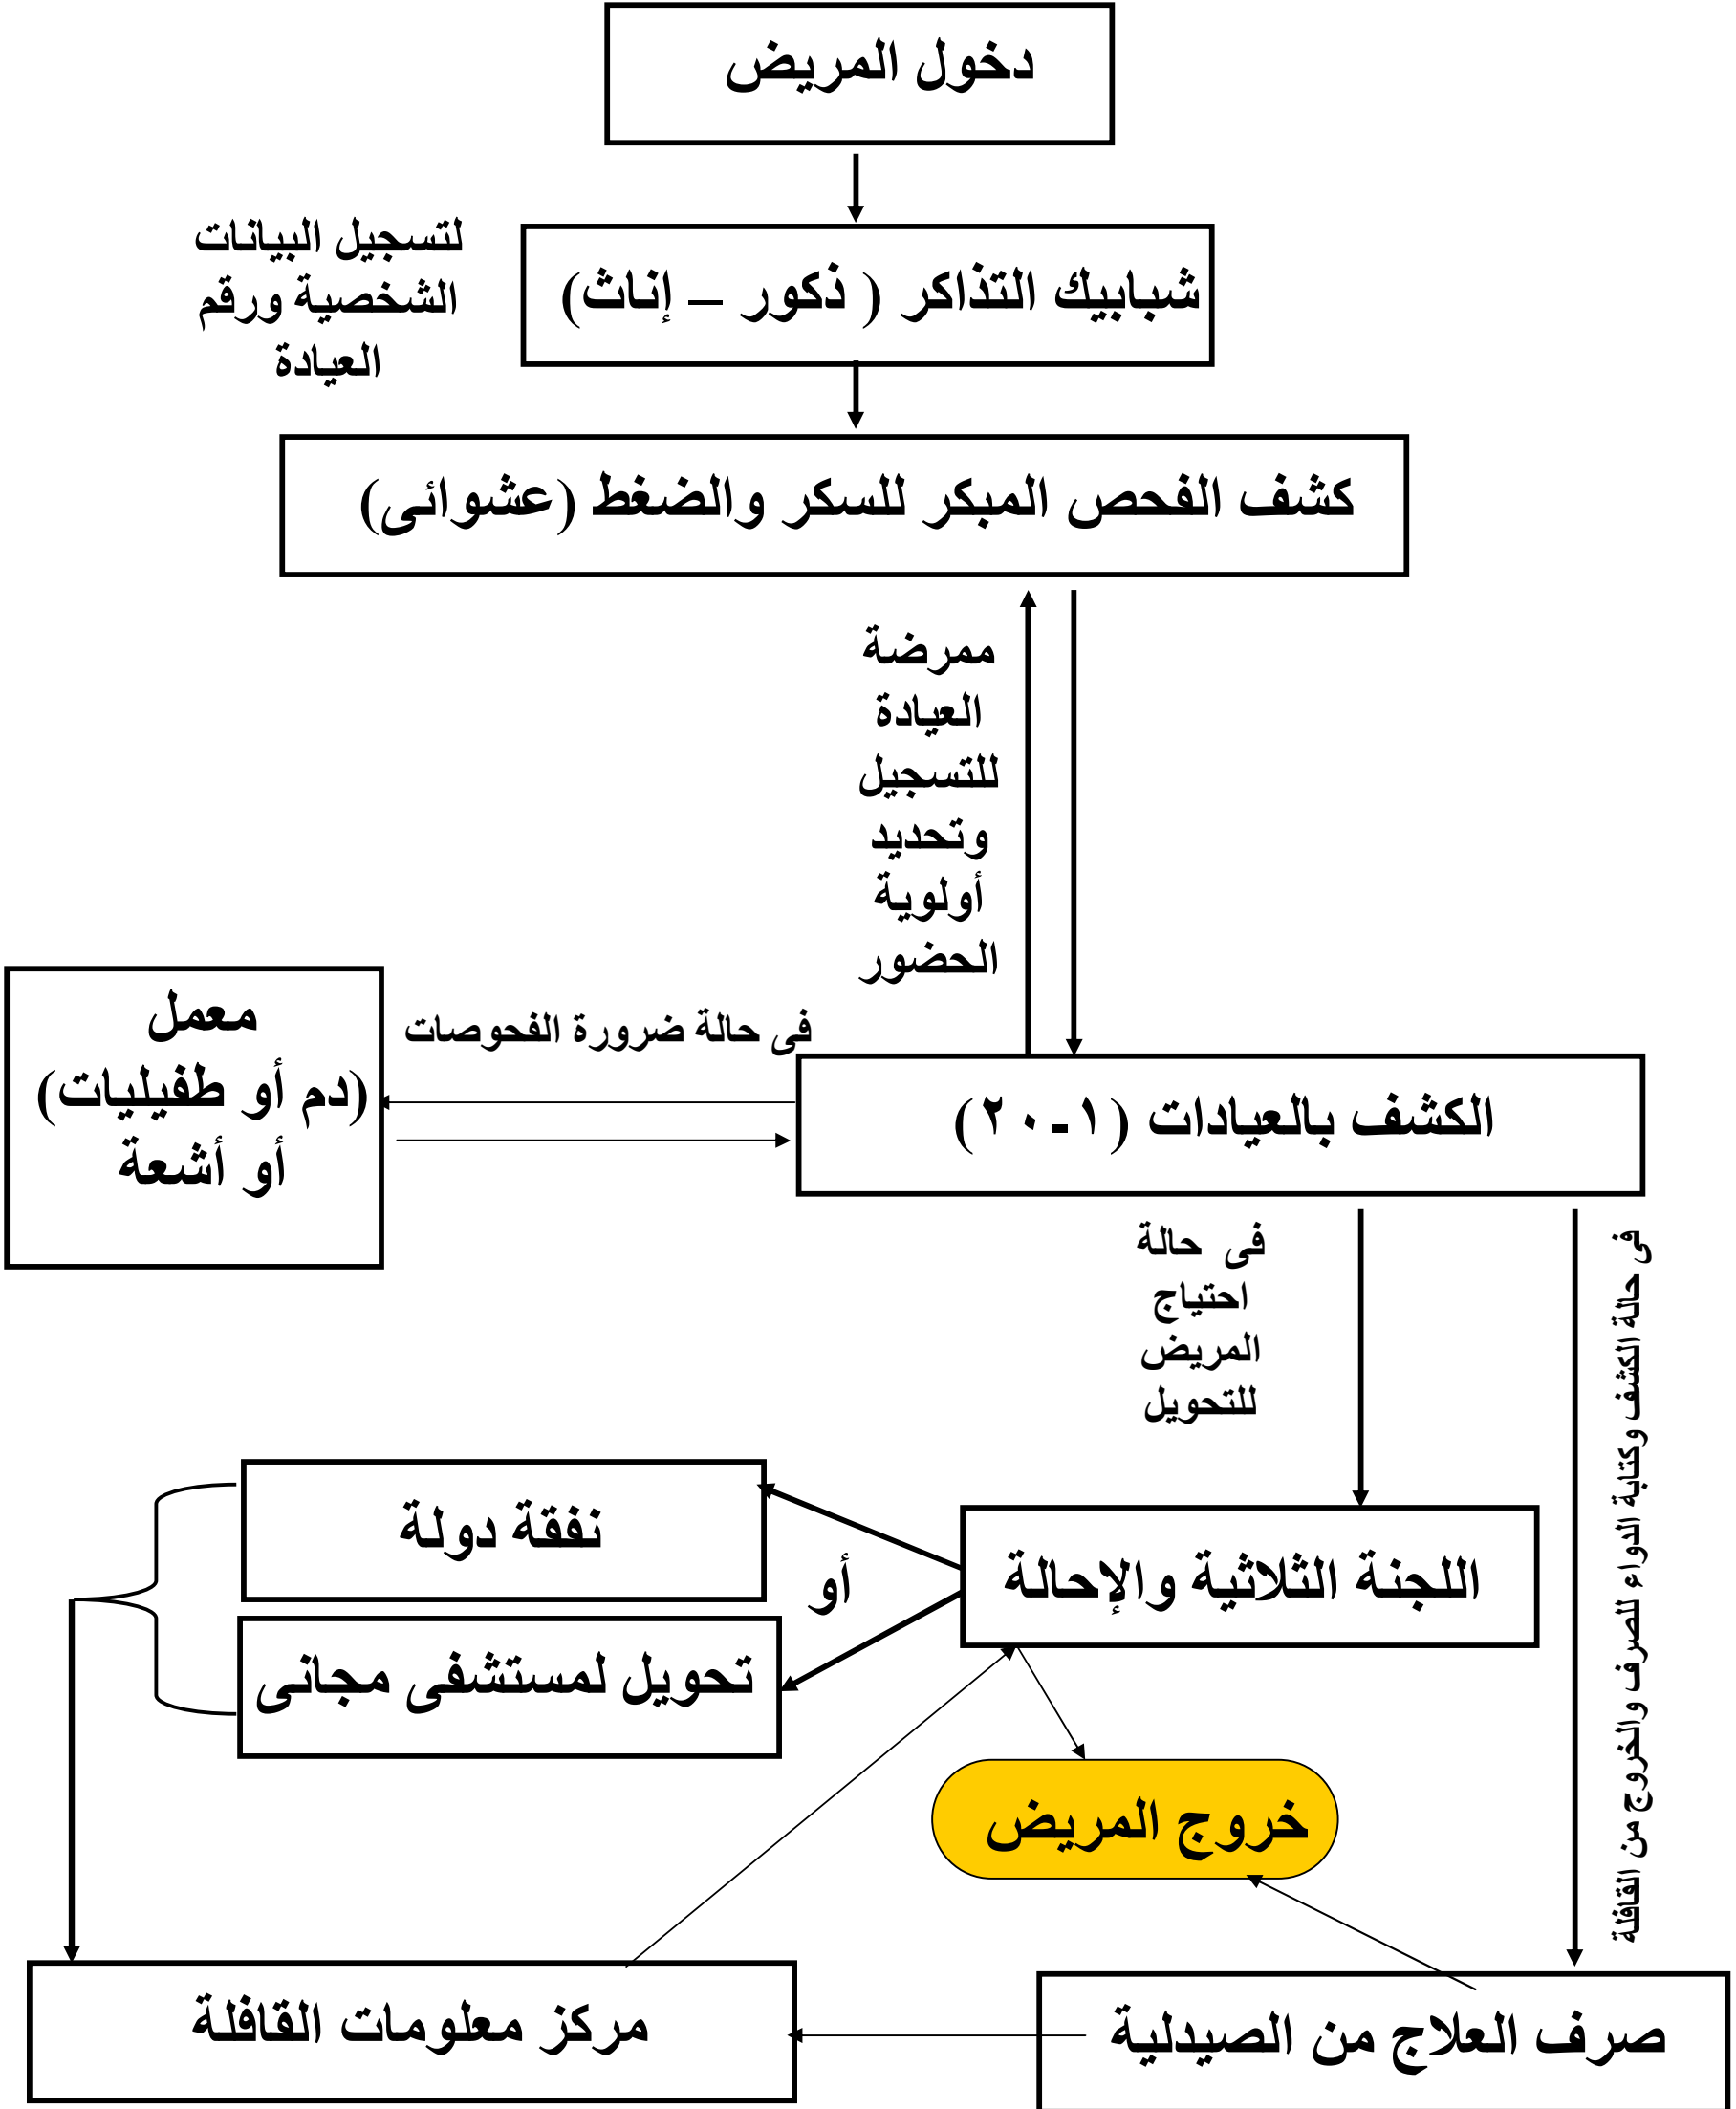 دخول المريض
شبابيك التذاكر ( ذكور – إناث)
لتسجيل البيانات
الشخصية ورقم
العيادة
كشف الفحص المبكر للسكر والضغط (عشوائى)
ممرضة
العيادة
للتسجيل
وتحديد
أولوية
الحضور
فى حالة ضرورة الفحوصات
معمل
(دم أو طفيليات)
أو أشعة
الكشف بالعيادات (١-٢٠)
فى حالة
احتياج
المريض
للتحويل
فى حالة الكشف وكتابة الدواء لصرف والخروج من القافلة
نفقة دولة
أو
اللجنة الثلاثية والإحالة
تحويل لمستشفى مجانى
خروج المريض
صرف العلاج من الصيدلية
مركز معلومات القافلة